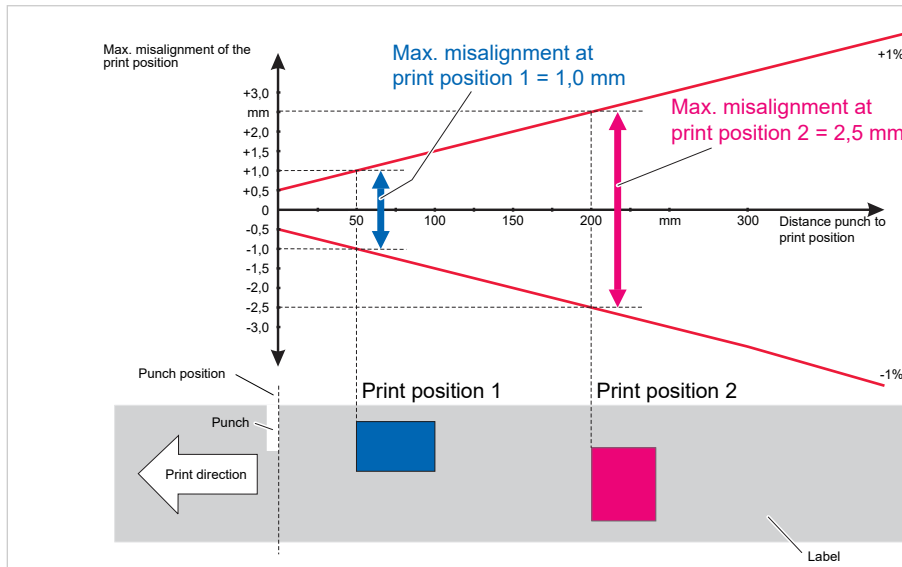 Max. misalignment of the
print position
Max. misalignment at
print position 1 = 1,0 mm
+1%
Max. misalignment at
print position 2 = 2,5 mm
+3,0
mm
+2,0
+1,5
+1,0
+0,5
0
-0,5
-1,0
-1,5
-2,0
-2,5
-3,0
50
100
150
200
mm
300
Distance punch to
print position
-1%
Punch position
Print position 1
Print position 2
Punch
Print direction
Label